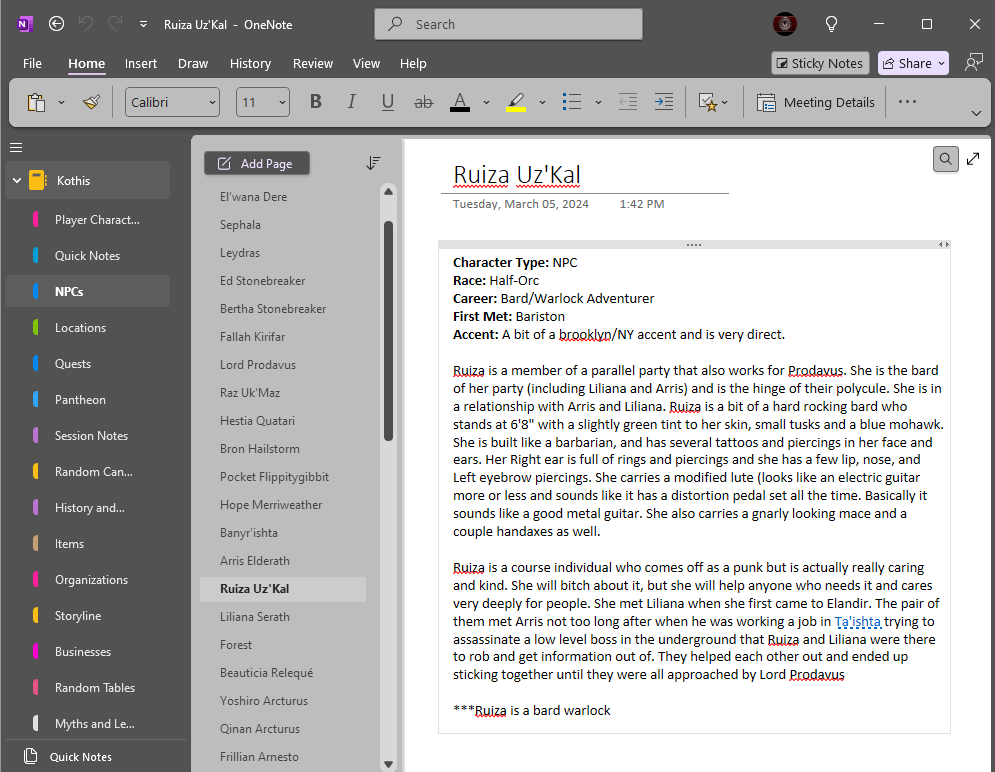 Ruiza Uz'Kal - OneNote
Search
File Home Insert Draw History Review View Help
Sticky Notes Share
Calibri 11 B I U ab A Meeting Details
Kothis
Player Charact...
Quick Notes
NPCs
Locations
Quests
Pantheon
Session Notes
Random Can...
History and...
Items
Organizations
Storyline
Businesses
Random Tables
Myths and Le...
Quick Notes
Add Page
El'wana Dere
Sephala
Leydras
Ed Stonebreaker
Bertha Stonebreaker
Fallah Kirifar
Lord Prodavus
Raz Uk'Maz
Hestia Quatari
Bron Hailstorm
Pocket Flippitygibbit
Hope Merriweather
Banyr'ishta
Arris Elderath
Ruiza Uz'Kal
Liliana Serath
Forest
Beauticia Relequé
Yoshiro Arcturus
Qinan Arcturus
Frillian Arnesto
Ruiza Uz'Kal
Tuesday, March 05, 2024 1:42 PM
Character Type: NPC
Race: Half-Orc
Career: Bard/Warlock Adventurer
First Met: Bariston
Accent: A bit of a brooklyn/NY accent and is very direct.
Ruiza is a member of a parallel party that also works for Prodavus. She is the bard
of her party (including Liliana and Arris) and is the hinge of their polycule. She is in
a relationship with Arris and Liliana. Ruiza is a bit of a hard rocking bard who
stands at 6'8" with a slightly green tint to her skin, small tusks and a blue mohawk.
She is built like a barbarian, and has several tattoos and piercings in her face and
ears. Her Right ear is full of rings and piercings and she has a few lip, nose, and
Left eyebrow piercings. She carries a modified lute (looks like an electric guitar
more or less and sounds like it has a distortion pedal set all the time. Basically it
sounds like a good metal guitar. She also carries a gnarly looking mace and a
couple handaxes as well.
Ruiza is a course individual who comes off as a punk but is actually really caring
and kind. She will bitch about it, but she will help anyone who needs it and cares
very deeply for people. She met Liliana when she first came to Elandir. The pair of
them met Arris not too long after when he was working a job in Ta'ishta trying to
assassinate a low level boss in the underground that Ruiza and Liliana were there
to rob and get information out of. They helped each other out and ended up
sticking together until they were all approached by Lord Prodavus
***Ruiza is a bard warlock